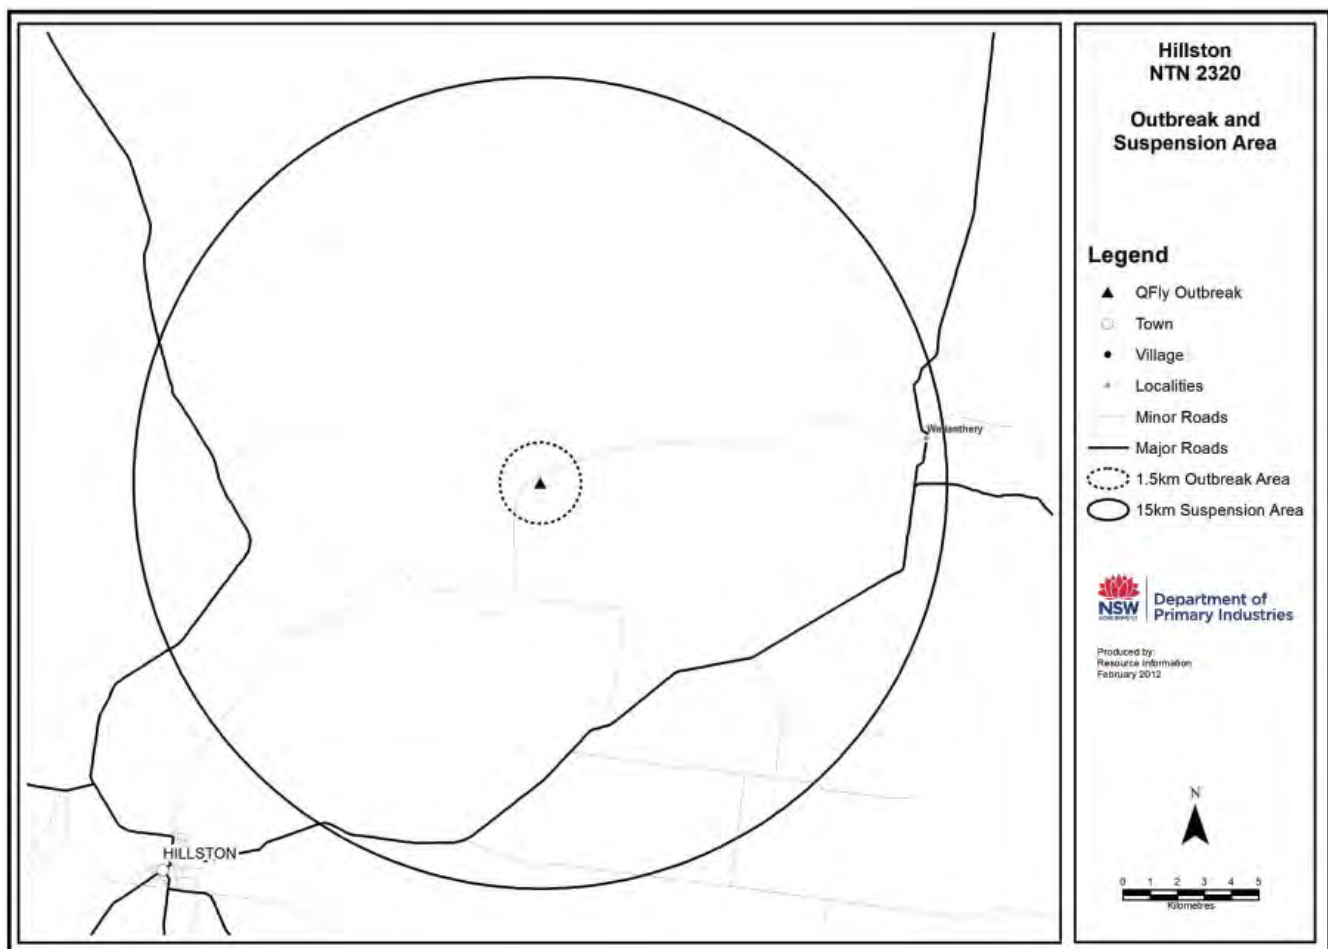 Hillston
NTN 2320
Outbreak and
Suspension Area
Legend
QFly Outbreak
Town
Village
Localities
Minor Roads
Major Roads
1.5km Outbreak Area
15km Suspension Area
NSW
GOVERNMENT
Department of
Primary Industries
Produced by:
Resource Information
February 2012
N
0 1 2 3 4 5
Kilometres
HILLSTON